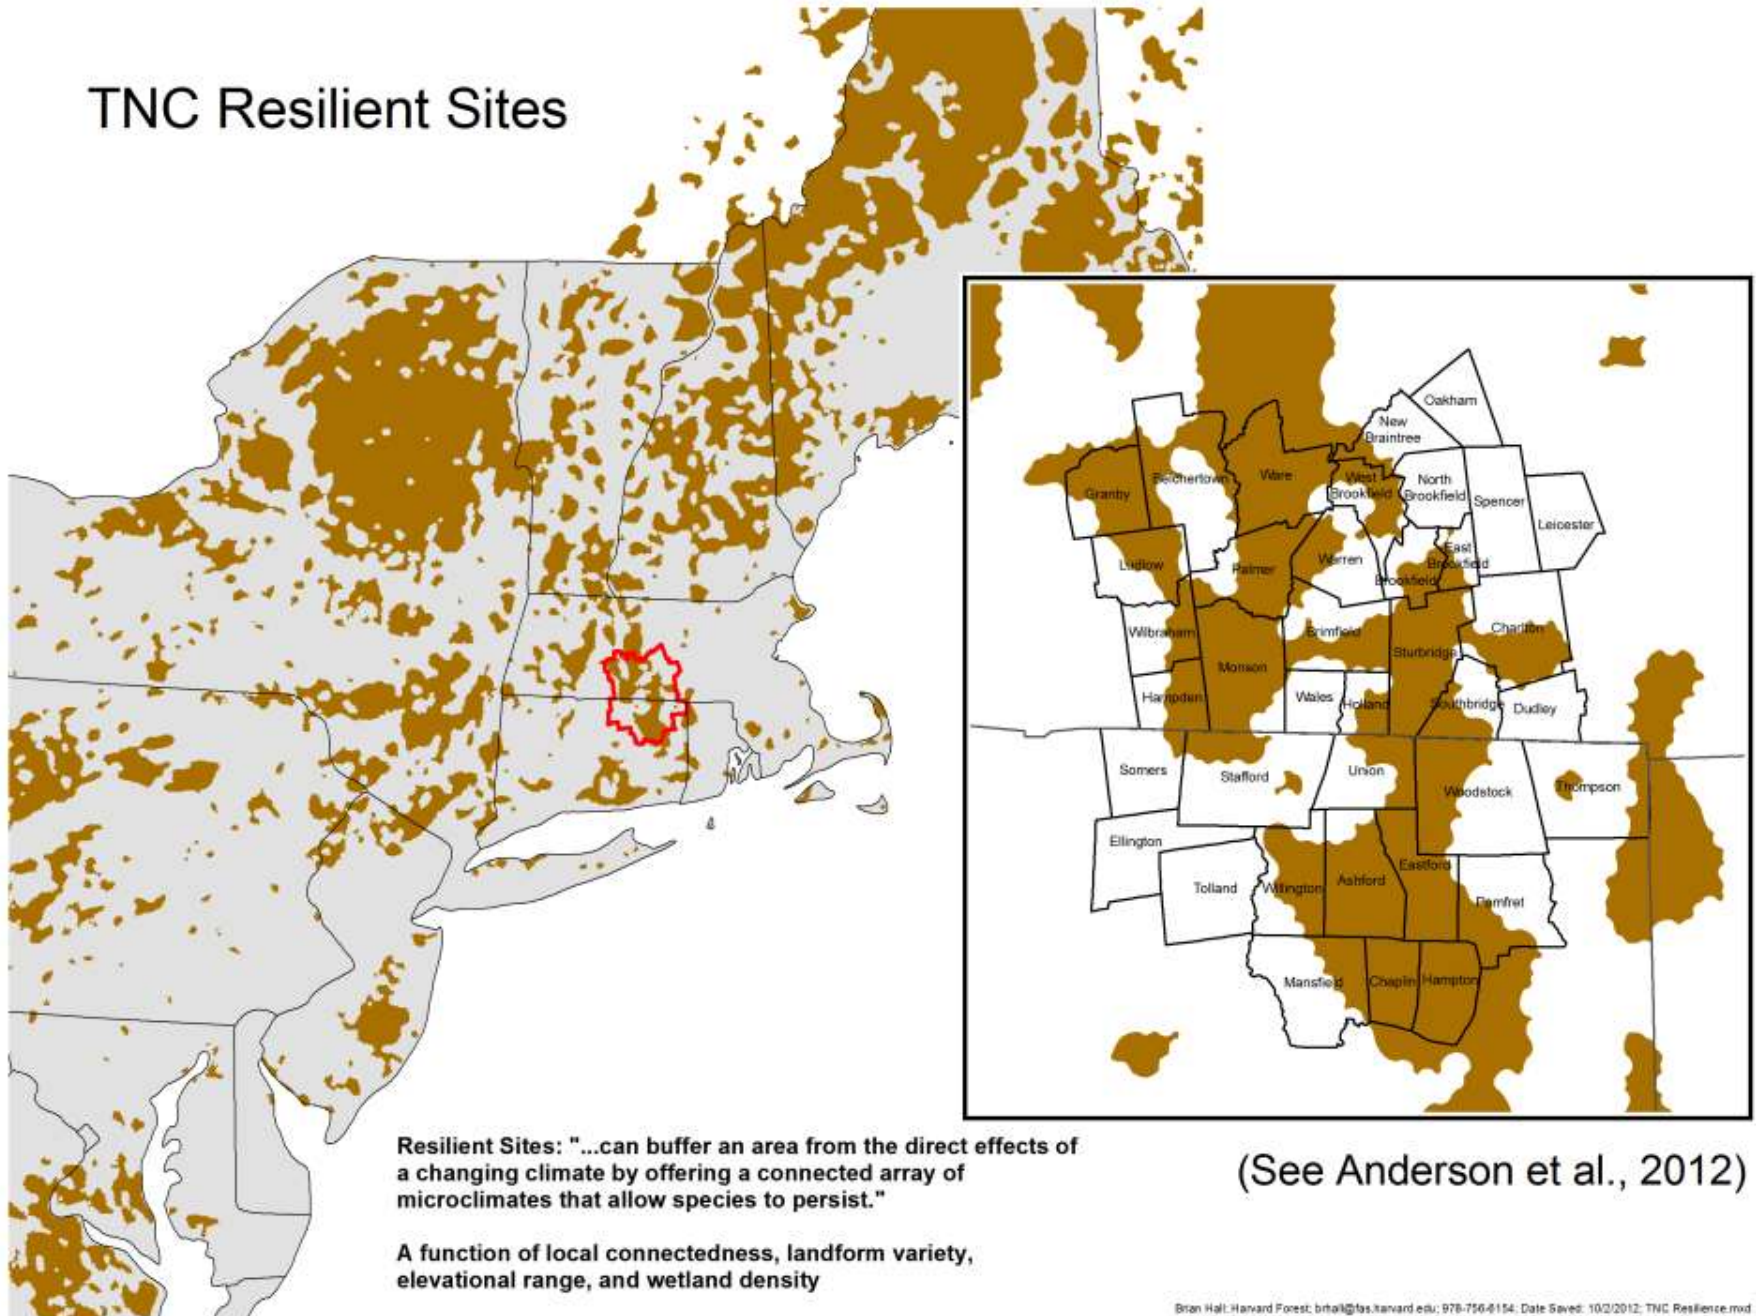 TNC Resilient Sites
Oakham
New
Braintree
Belchertown
Ware
West
Brookfield
North
Brookfield
Granby
Spencer
Leicester
Ludlow
Palmer
Warren
East
Brookfield
Brookfield
Wilbraham
Brimfield
Charlton
Monson
Sturbridge
Hampden
Wales
Holland
Southbridge
Dudley
Somers
Stafford
Union
Woodstock
Thompson
Ellington
Tolland
Willington
Ashford
Eastford
Pomfret
Mansfield
Chaplin
Hampton
Resilient Sites: "...can buffer an area from the direct effects of
a changing climate by offering a connected array of
microclimates that allow species to persist."
A function of local connectedness, landform variety,
elevational range, and wetland density
(See Anderson et al., 2012)
Brian Hall: Harvard Forest; brhall@fas.harvard.edu; 978-756-6154; Date Saved: 10/2/2012; TNC Resilience.mxd